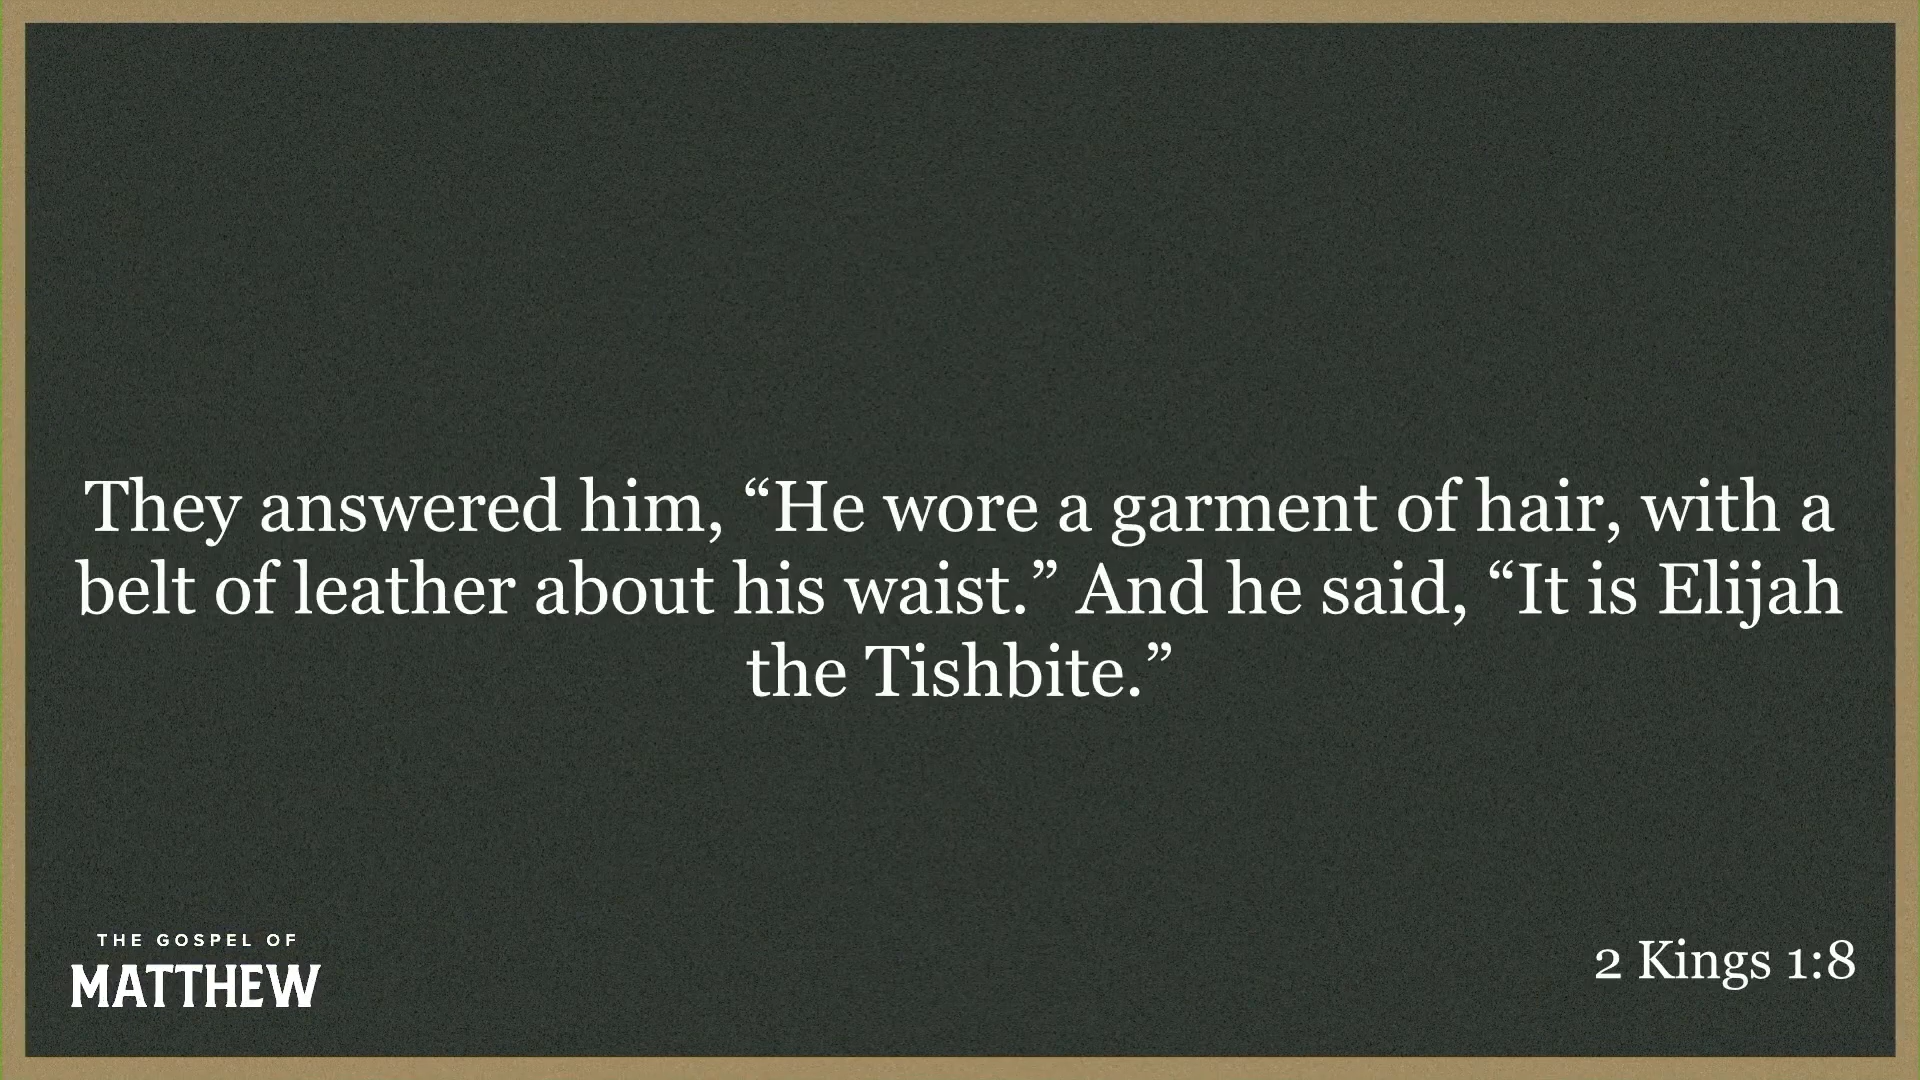 They answered him, “He wore a garment of hair, with a
belt of leather about his waist.” And he said, “It is Elijah
the Tishbite.”
THE GOSPEL OF
MATTHEW
2 Kings 1:8